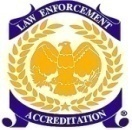 LAW ENFORCEMENT
ACCREDITATION
®